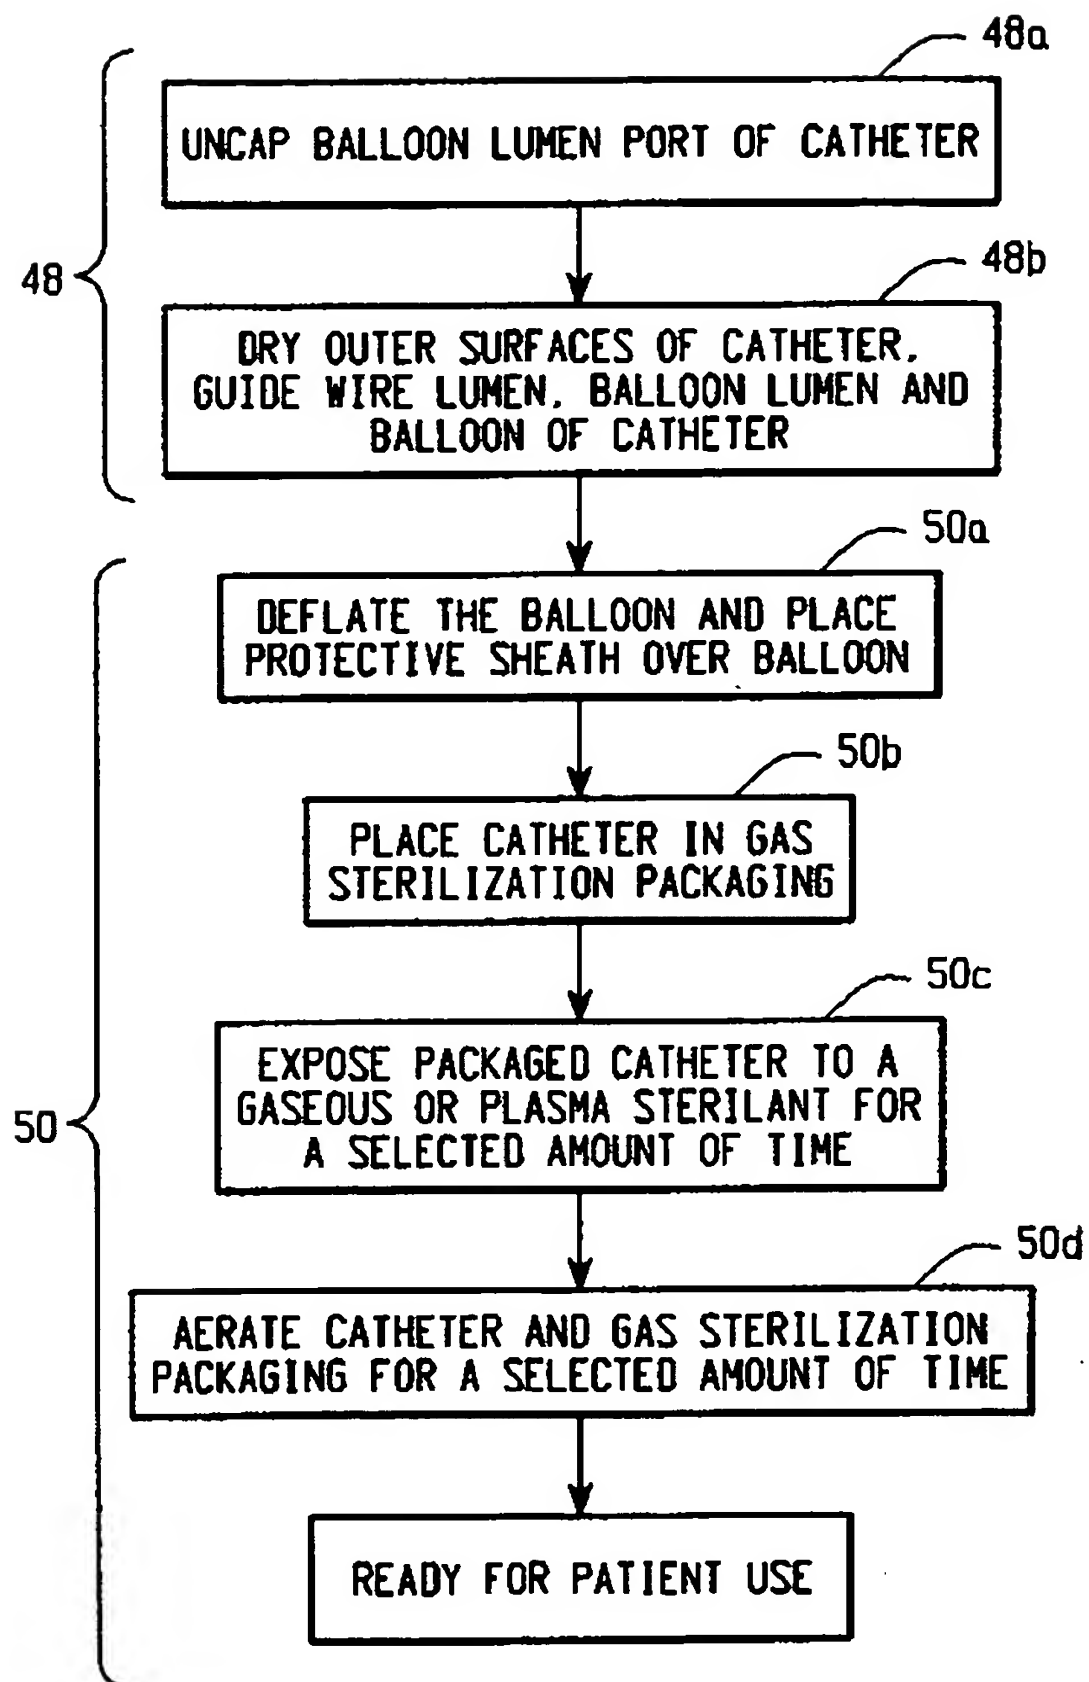 48a
UNCAP BALLOON LUMEN PORT OF CATHETER
48
48b
DRY OUTER SURFACES OF CATHETER,
GUIDE WIRE LUMEN, BALLOON LUMEN AND
BALLOON OF CATHETER
50a
DEFLATE THE BALLOON AND PLACE
PROTECTIVE SHEATH OVER BALLOON
50b
PLACE CATHETER IN GAS
STERILIZATION PACKAGING
50c
EXPOSE PACKAGED CATHETER TO A
GASEOUS OR PLASMA STERILANT FOR
A SELECTED AMOUNT OF TIME
50
50d
AERATE CATHETER AND GAS STERILIZATION
PACKAGING FOR A SELECTED AMOUNT OF TIME
READY FOR PATIENT USE